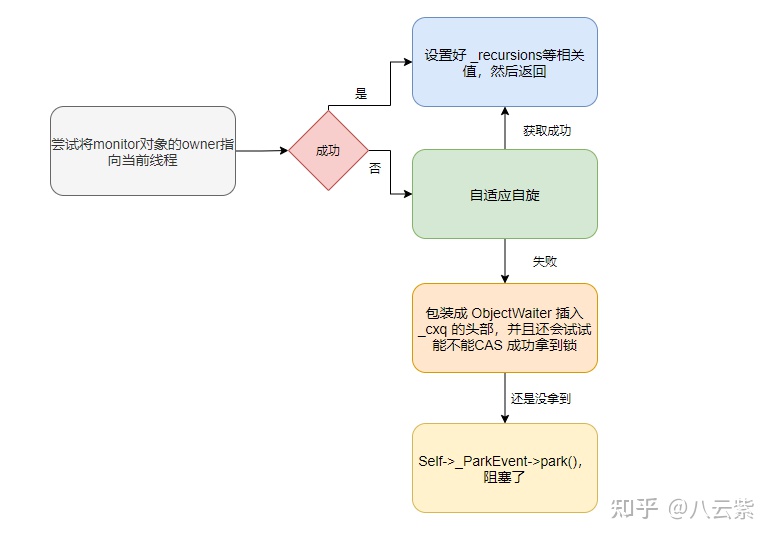 设置好 _recursions等相关
值，然后返回
是
获取成功
尝试将monitor对象的owner指
向当前线程
成功
否
自适应自旋
失败
包装成 ObjectWaiter 插入
_cxq 的头部，并且还会试试
能不能CAS 成功拿到锁
还是没拿到
Self->_ParkEvent->park()，
阻塞了
知乎 @八云紫